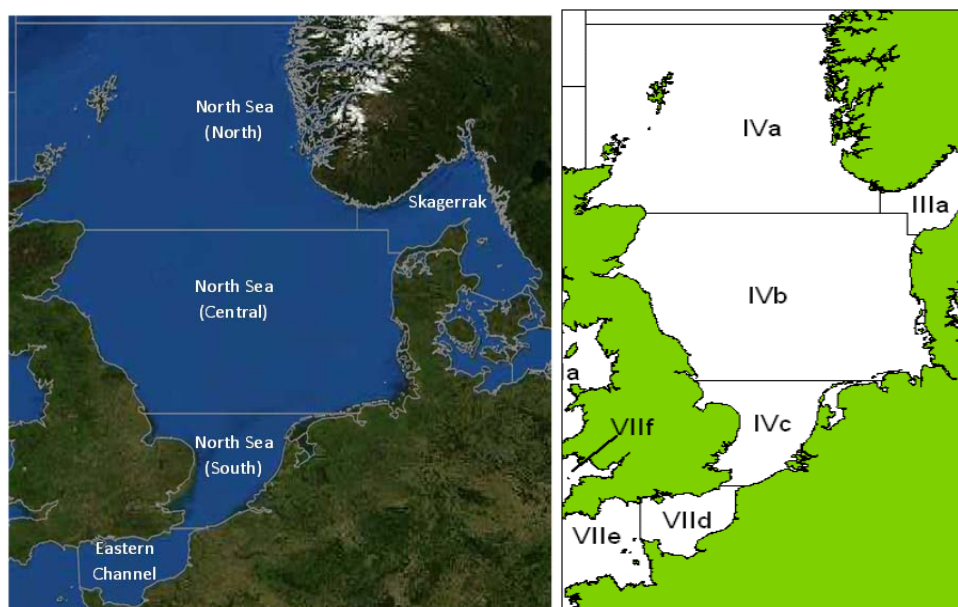 North Sea
(North)
Skagerrak
North Sea
(Central)
North Sea
(South)
Eastern
Channel
IVa
IIIa
IVb
a
IVc
VIIf
VIId
VIIe